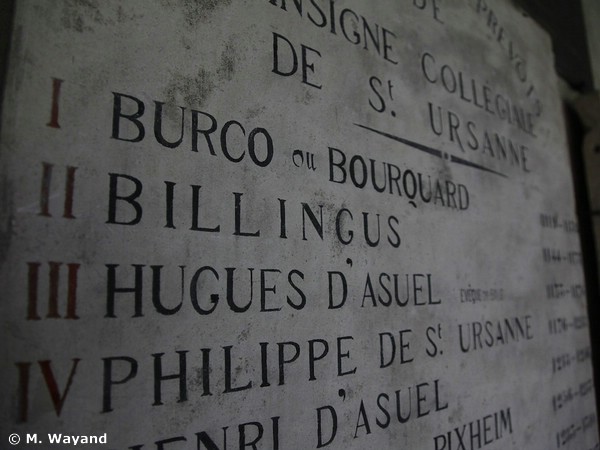 DE PRÉVOTS
INSIGNE COLLÉGIALE
DE St. URSANNE
I BURCO ou BOURQUARD
II BILLINGUS
III HUGUES D'ASUEL
IV PHILIPPE DE St. URSANNE
HENRI D'ASUEL
PIXHEIM
© M. Wayand